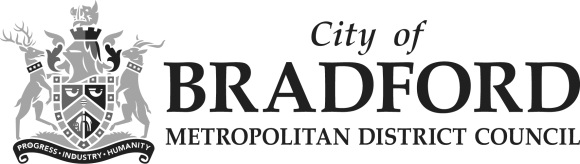 City of
BRADFORD
METROPOLITAN DISTRICT COUNCIL
PROGRESS · INDUSTRY · HUMANITY